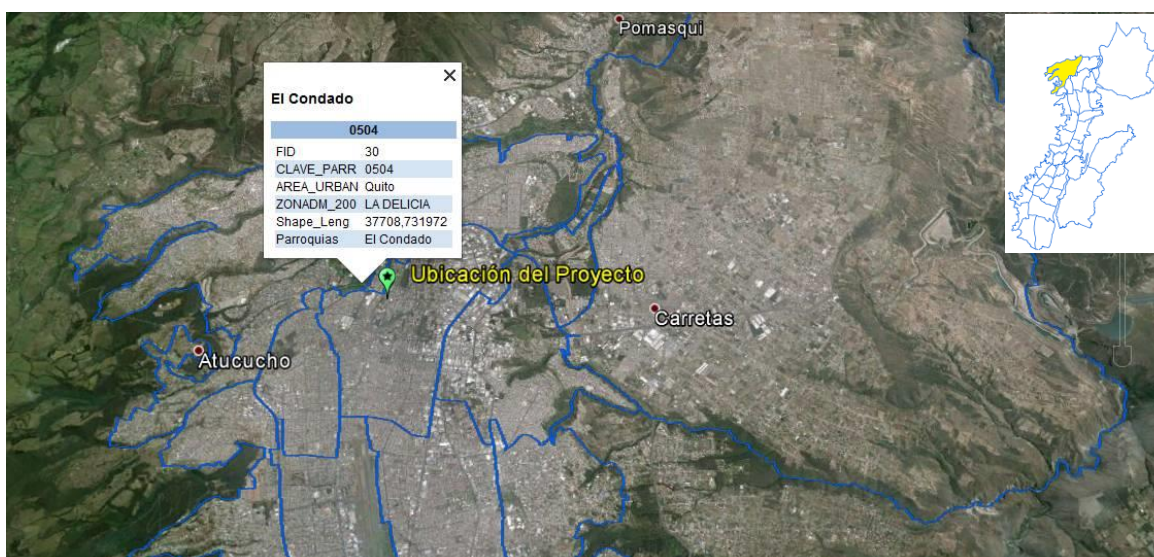 Pomasqui
El Condado
0504
FID 30
CLAVE_PARR 0504
AREA_URBAN Quito
ZONADM_200 LA DELICIA
Shape_Leng 37708,731972
Parroquias El Condado
Ubicación del Proyecto
Carretas
Atucucho